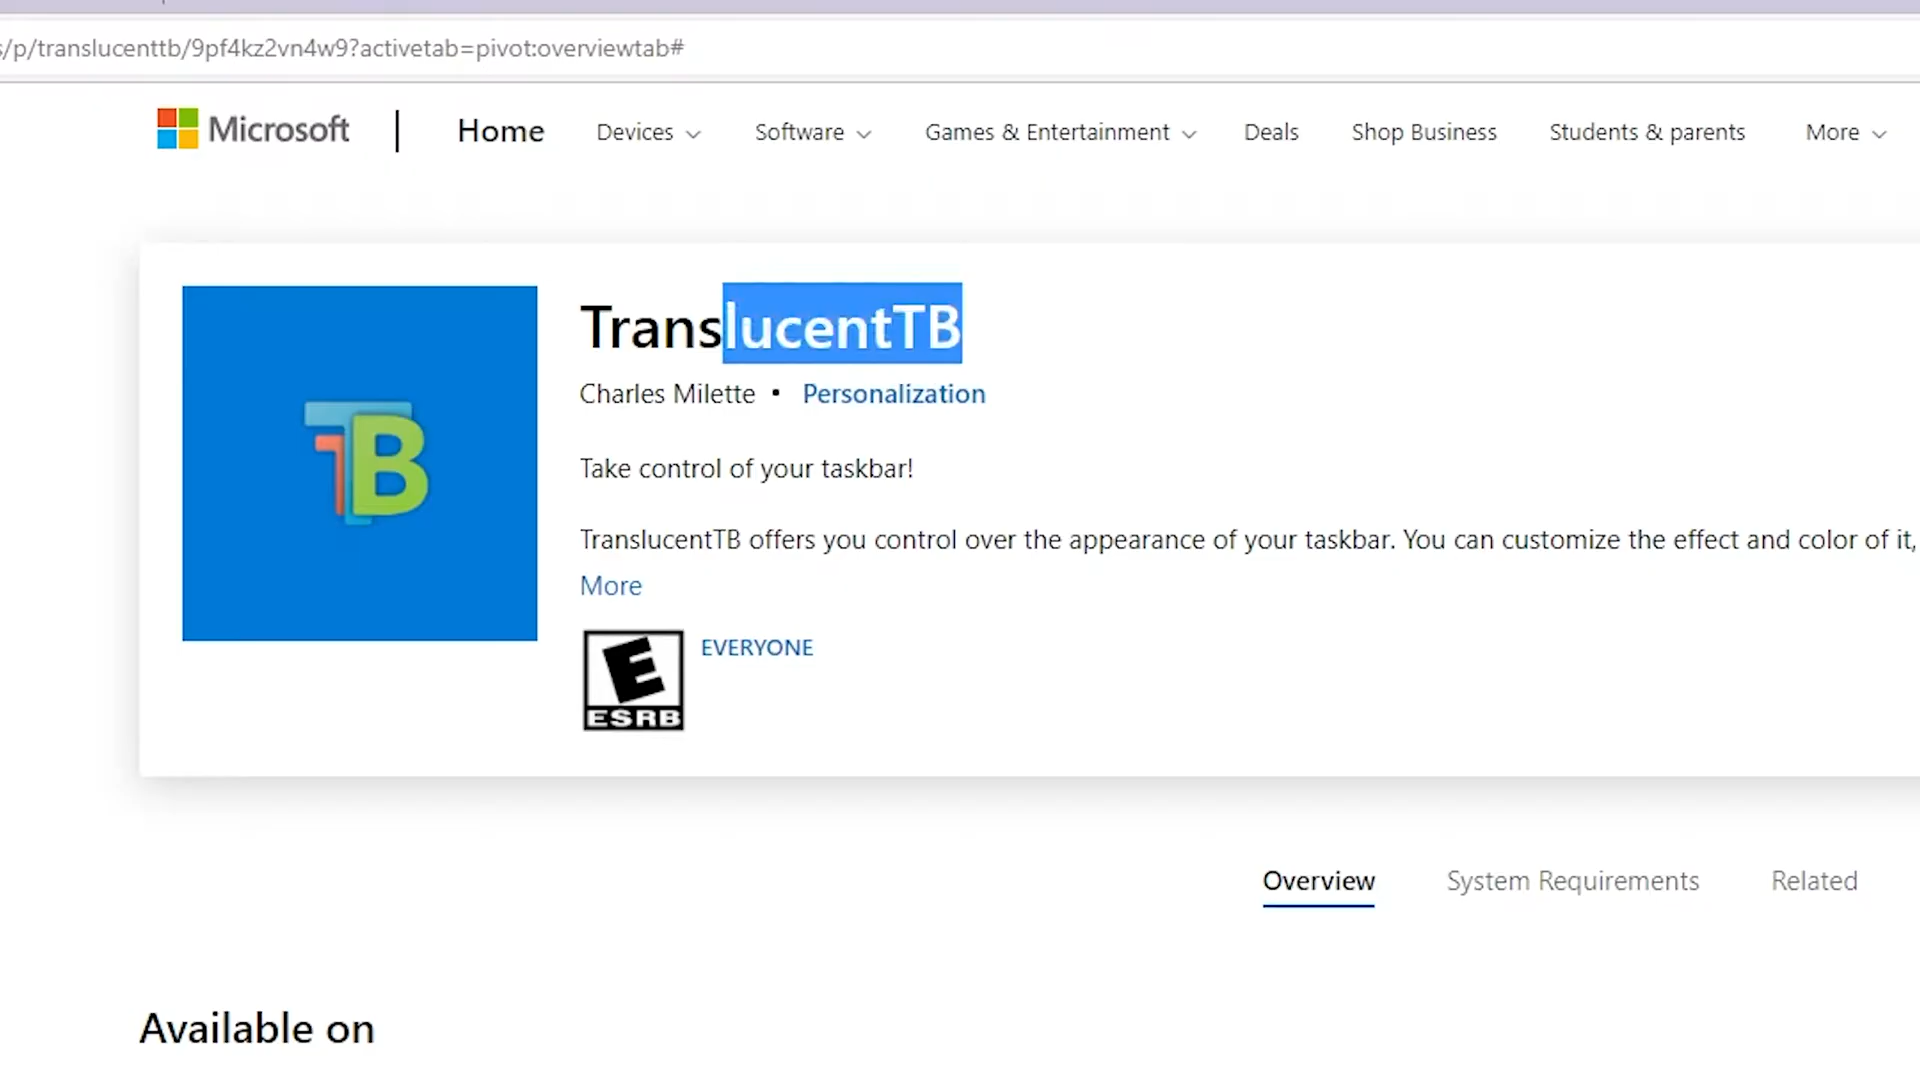 s/p/translucenttb/9pf4kz2vn4w9?activetab=pivot:overviewtab#
Microsoft | Home Devices Software Games & Entertainment Deals Shop Business Students & parents More
TranslucentTB
Charles Milette • Personalization
Take control of your taskbar!
TranslucentTB offers you control over the appearance of your taskbar. You can customize the effect and color of it,
More
TB
E
ESRB
EVERYONE
Overview System Requirements Related
Available on